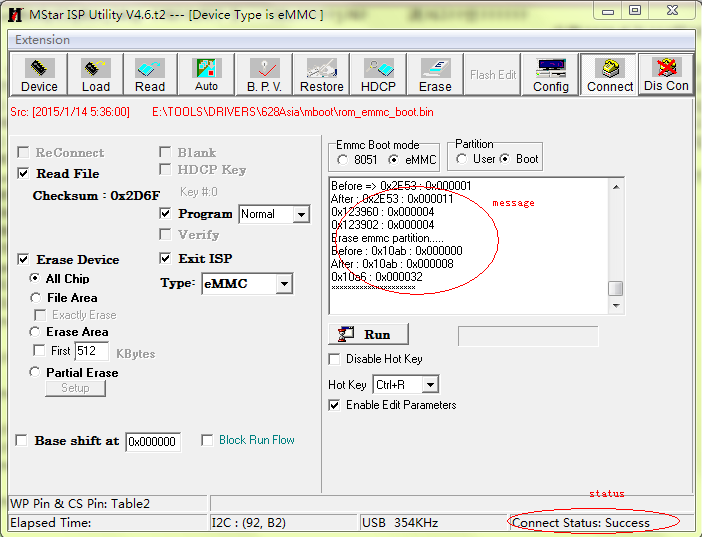 MStar ISP Utility V4.6.t2 --- [Device Type is eMMC ]
Extension
Device Load Read Auto B. P. V. Restore HDCP Erase Flash Edit Config Connect Dis Con
Src: [2015/1/14 5:36:00] E:\TOOLS\DRIVERS\628Asia\mboot\rom_emmc_boot.bin
ReConnect
Blank
Read File
HDCP Key
Checksum : 0x2D6F
Key #:0
Program Normal
Verify
Erase Device
Exit ISP
All Chip
Type: eMMC
File Area
Exactly Erase
Erase Area
First 512 KBytes
Partial Erase
Setup
Base shift at 0x000000
Block Run Flow
Emmc Boot mode
8051 eMMC
Partition
User Boot
Before => 0x2E53 : 0x000001
After : 0x2E53 : 0x000011
0x123960 : 0x000004
0x123902 : 0x000004
Erase emmc partition.....
Before : 0x10ab : 0x000000
After : 0x10ab : 0x000008
0x10a6 : 0x000032
message
Run
Disable Hot Key
Hot Key Ctrl+R
Enable Edit Parameters
WP Pin & CS Pin: Table2
status
Elapsed Time:
I2C : (92, B2)
USB 354KHz
Connect Status: Success